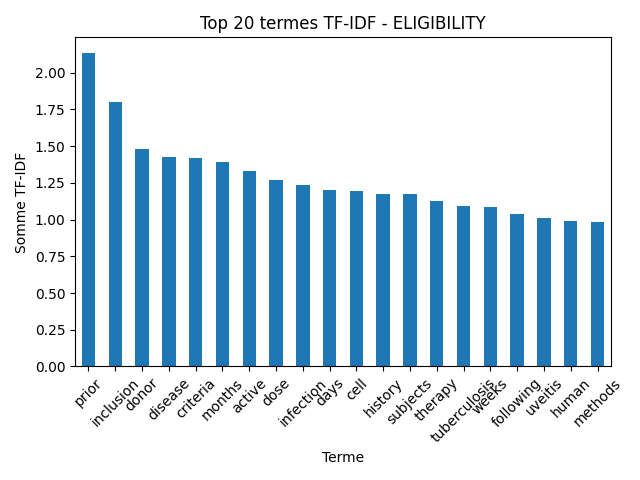 Top 20 termes TF-IDF - ELIGIBILITY
Somme TF-IDF
2.00
1.75
1.50
1.25
1.00
0.75
0.50
0.25
0.00
prior
inclusion
donor
disease
criteria
months
active
dose
infection
days
cell
history
subjects
therapy
tuberculosis
weeks
following
uveitis
human
methods
Terme